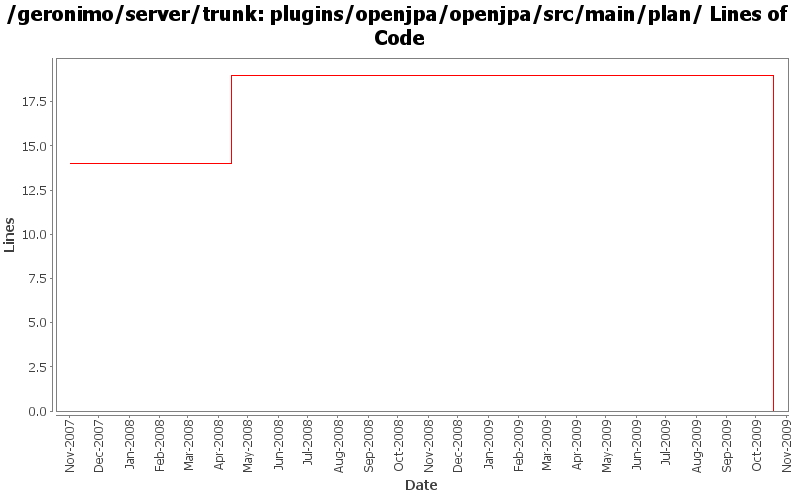 /geronimo/server/trunk: plugins/openjpa/openjpa/src/main/plan/ Lines of
Code
17.5
15.0
12.5
10.0
7.5
5.0
2.5
0.0
Lines
Nov-2007
Dec-2007
Jan-2008
Feb-2008
Mar-2008
Apr-2008
May-2008
Jun-2008
Jul-2008
Aug-2008
Sep-2008
Oct-2008
Nov-2008
Dec-2008
Jan-2009
Feb-2009
Mar-2009
Apr-2009
May-2009
Jun-2009
Jul-2009
Aug-2009
Sep-2009
Oct-2009
Nov-2009
Date